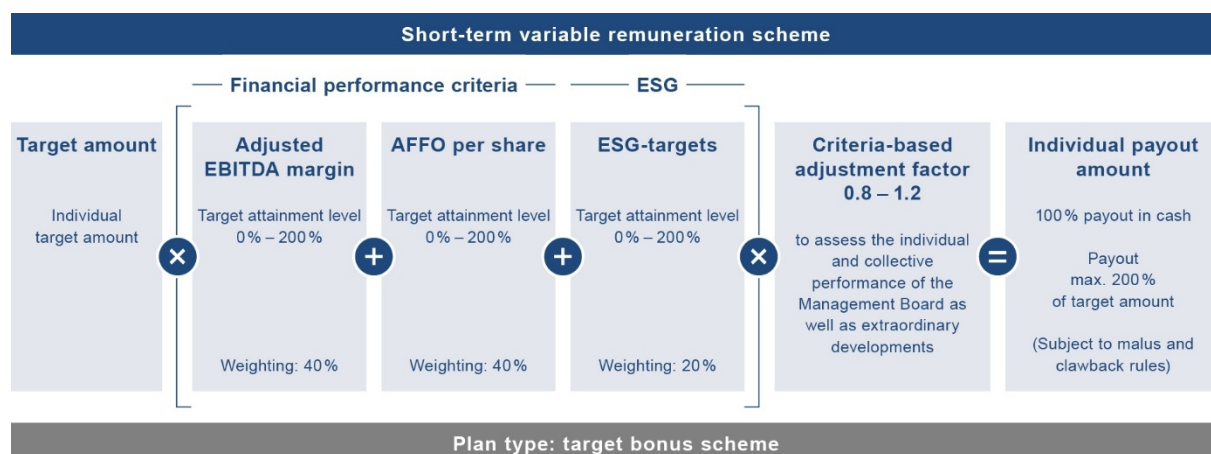 Short-term variable remuneration scheme
Financial performance criteria
ESG
Target amount
Individual
target amount
×
Adjusted
EBITDA margin
Target attainment level
0% – 200%
Weighting: 40%
+
AFFO per share
Target attainment level
0% – 200%
Weighting: 40%
+
ESG-targets
Target attainment level
0% – 200%
Weighting: 20%
×
Criteria-based
adjustment factor
0.8 – 1.2
to assess the individual
and collective
performance of the
Management Board as
well as extraordinary
developments
=
Individual payout
amount
100% payout in cash
Payout
max. 200%
of target amount
(Subject to malus and
clawback rules)
Plan type: target bonus scheme